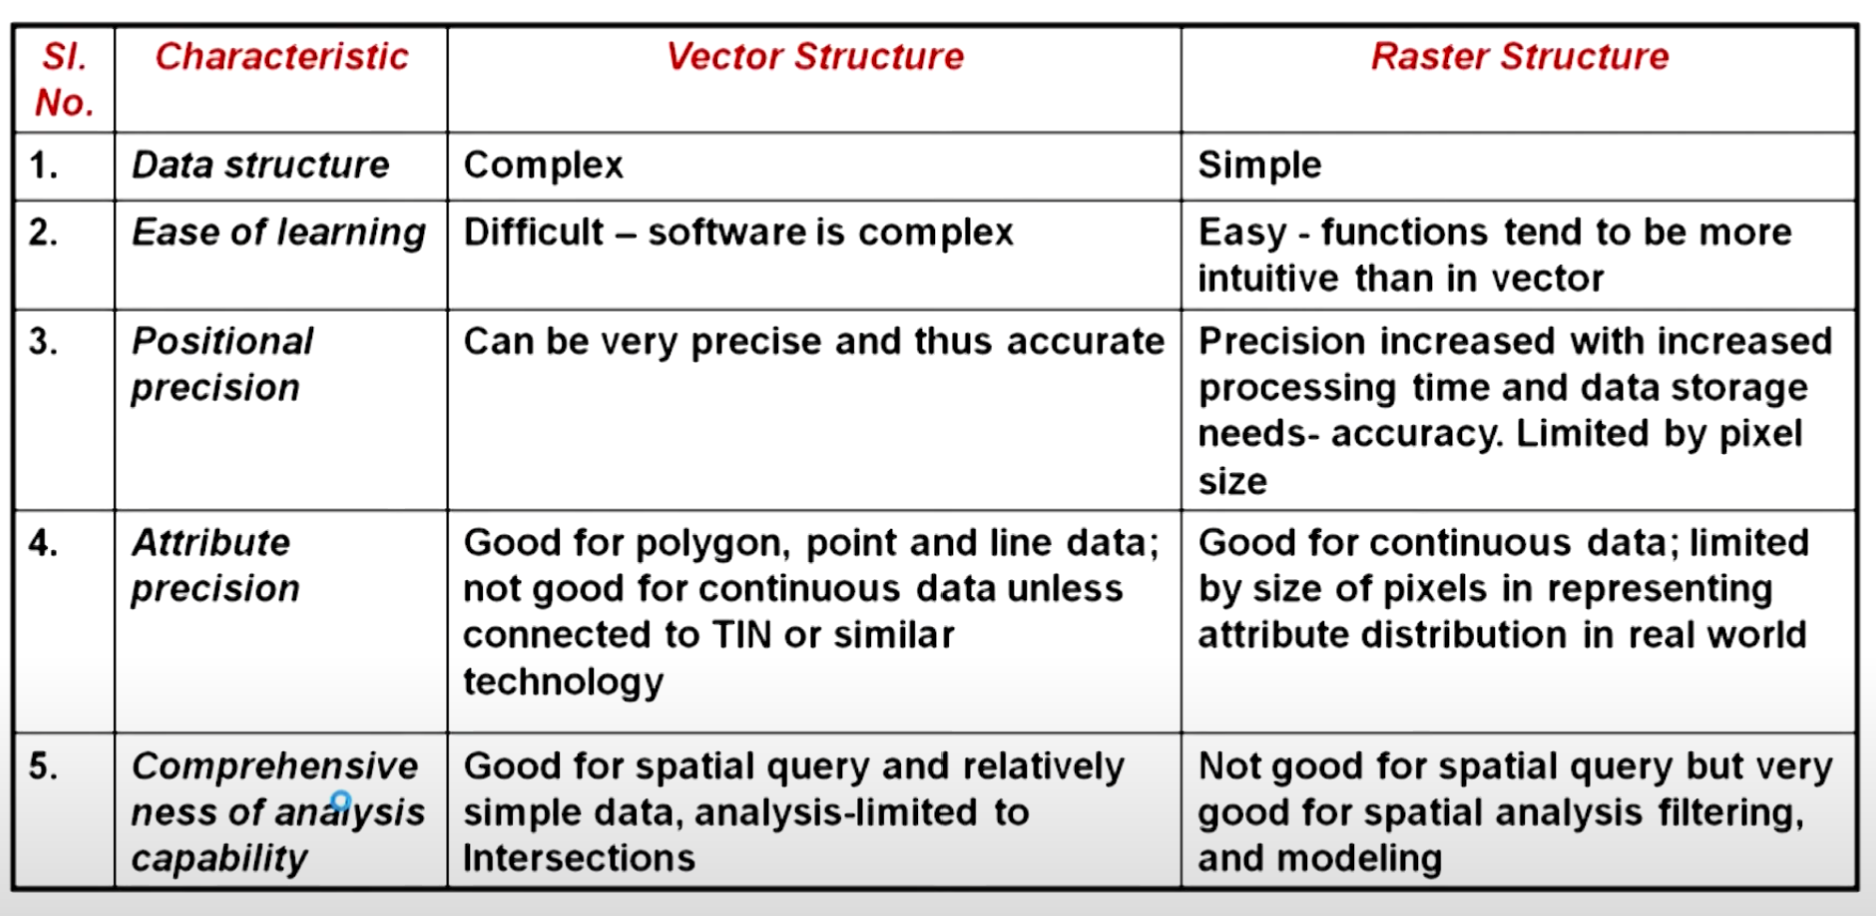 Sl. No.
Characteristic
Vector Structure
Raster Structure
1.
Data structure
Complex
Simple
2.
Ease of learning
Difficult – software is complex
Easy - functions tend to be more
intuitive than in vector
3.
Positional
precision
Can be very precise and thus accurate
Precision increased with increased
processing time and data storage
needs- accuracy. Limited by pixel
size
4.
Attribute
precision
Good for polygon, point and line data;
not good for continuous data unless
connected to TIN or similar
technology
Good for continuous data; limited
by size of pixels in representing
attribute distribution in real world
5.
Comprehensive
ness of analysis
capability
Good for spatial query and relatively
simple data, analysis-limited to
Intersections
Not good for spatial query but very
good for spatial analysis filtering,
and modeling